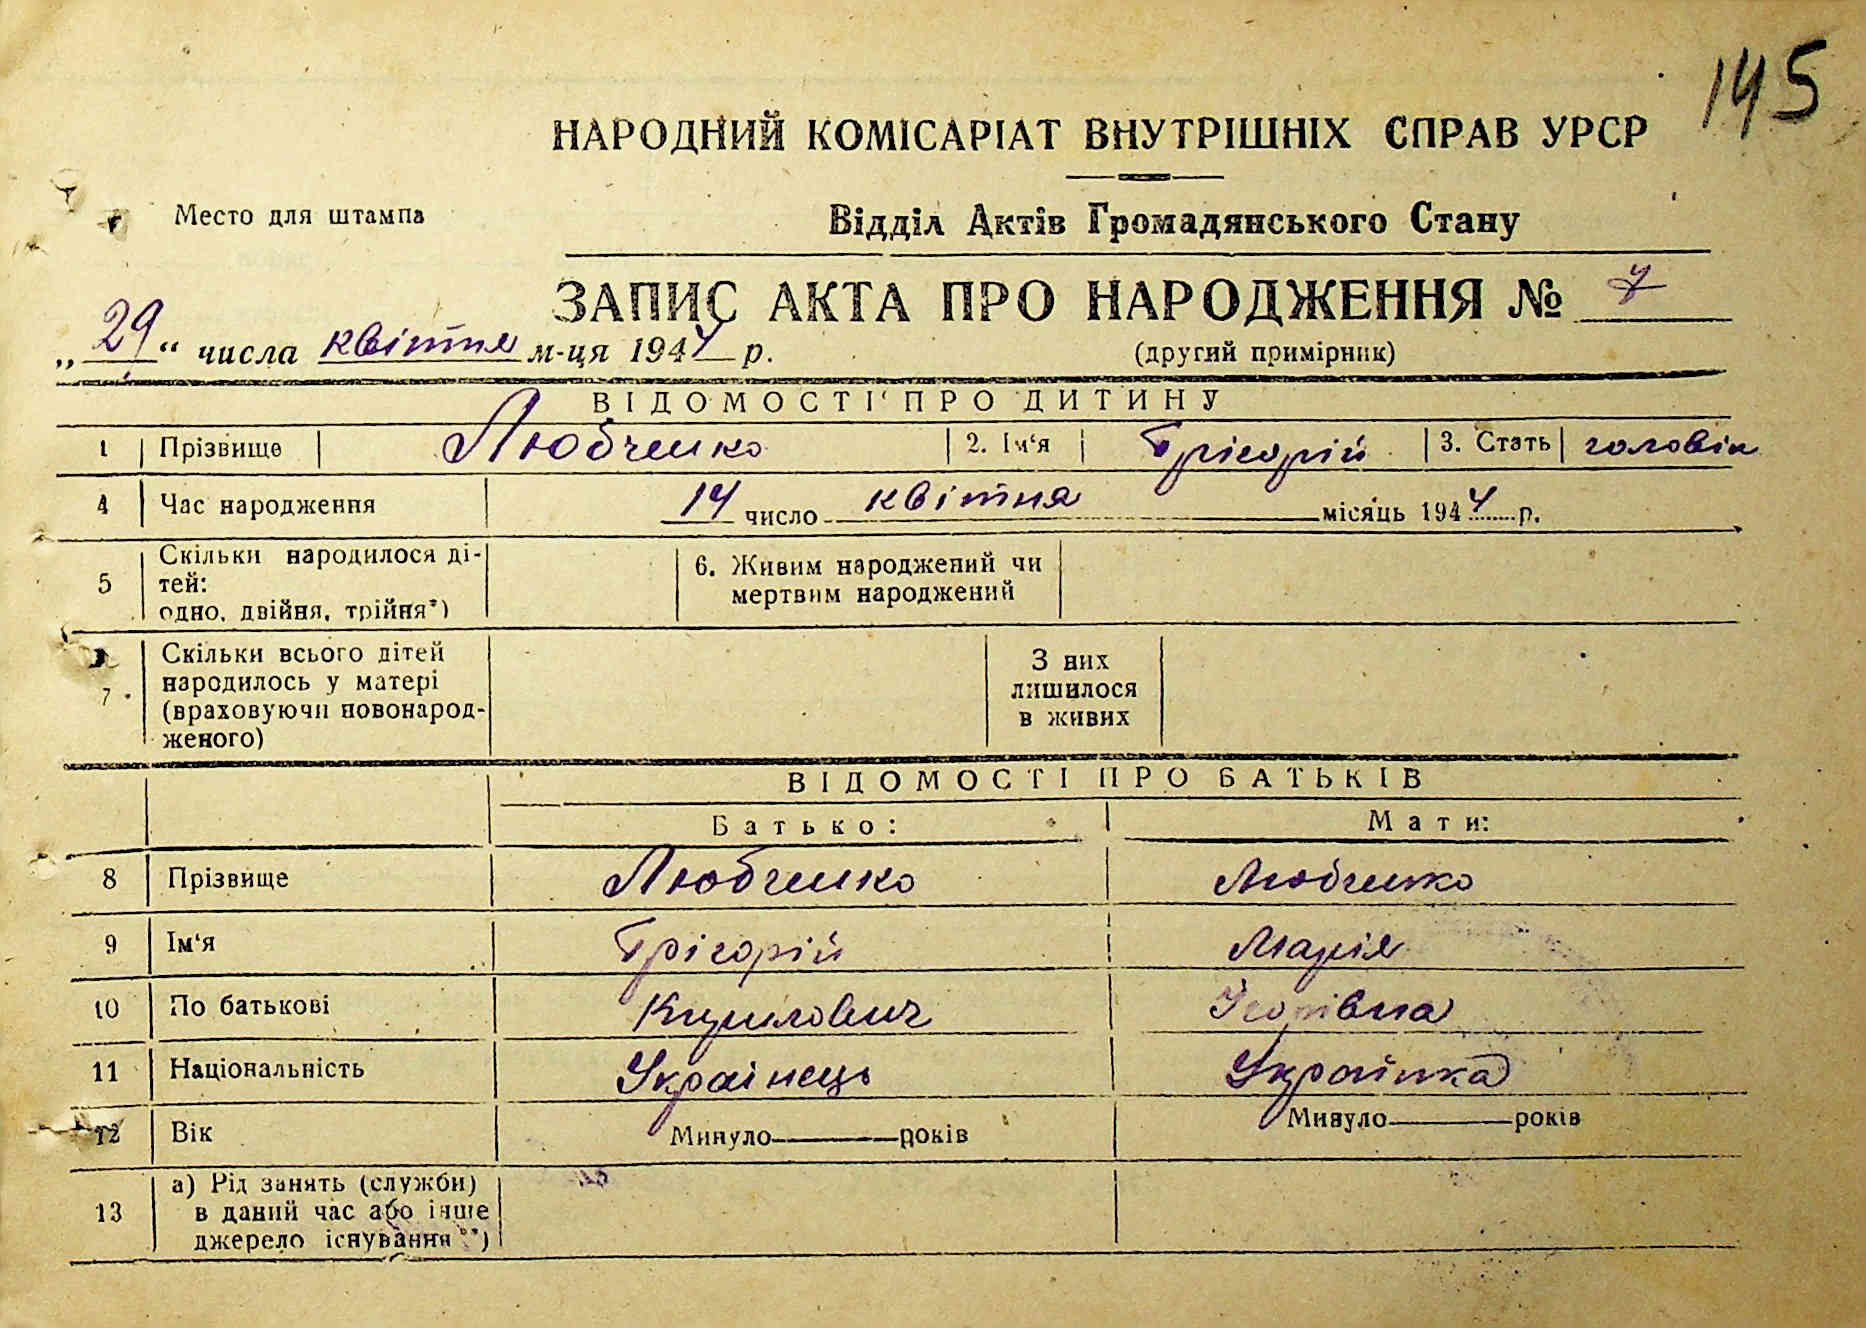 145
НАРОДНИЙ КОМІСАРІАТ ВНУТРІШНІХ СПРАВ УРСР
Место для штампа
Відділ Актів Громадянського Стану
ЗАПИС АКТА ПРО НАРОДЖЕННЯ № 7
„29“ числа квітня м-ця 1944 р.
(другий примірник)
ВІДОМОСТІ ПРО ДИТИНУ
1 Прізвище Любченко 2. Ім‘я Грігорій 3. Стать чоловік
4 Час народження 14 число квітня місяць 1944 р.
5 Скільки народилося ді-
тей:
одно, двійня, трійня*)
6. Живим народжений чи
мертвим народжений
7 Скільки всього дітей
народилось у матері
(враховуючи новонарод-
женого)
З них
лишилося
в живих
ВІДОМОСТІ ПРО БАТЬКІВ
Батько: Мати:
8 Прізвище Любченко Любченко
9 Ім‘я Грігорій Марія
10 По батькові Кирилович
11 Національність Українець Українка
12 Вік Минуло років Минуло років
13 а) Рід занять (служби)
в даний час або інше
джерело існування**)